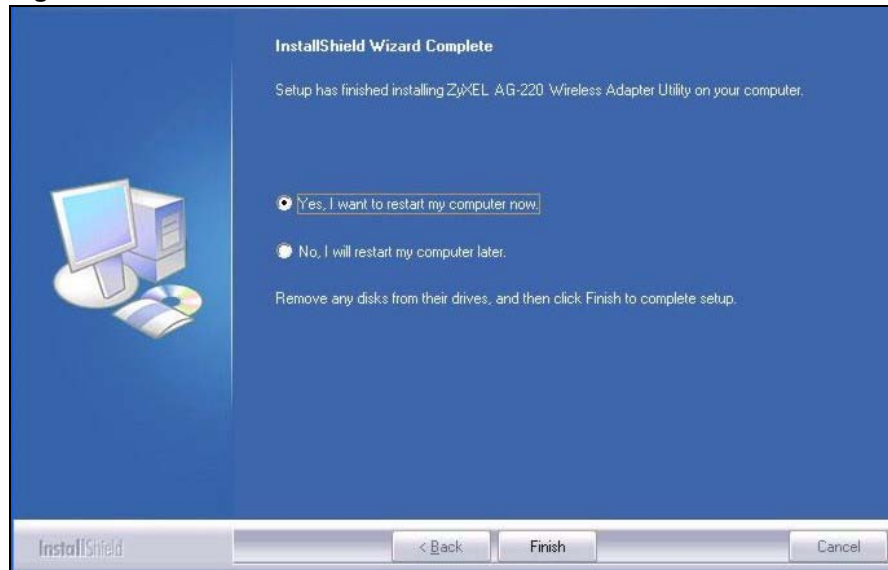 InstallShield Wizard Complete
Setup has finished installing ZyXEL AG-220 Wireless Adapter Utility on your computer.
Yes, I want to restart my computer now.
No, I will restart my computer later.
Remove any disks from their drives, and then click Finish to complete setup.
InstallShield
< Back
Finish
Cancel